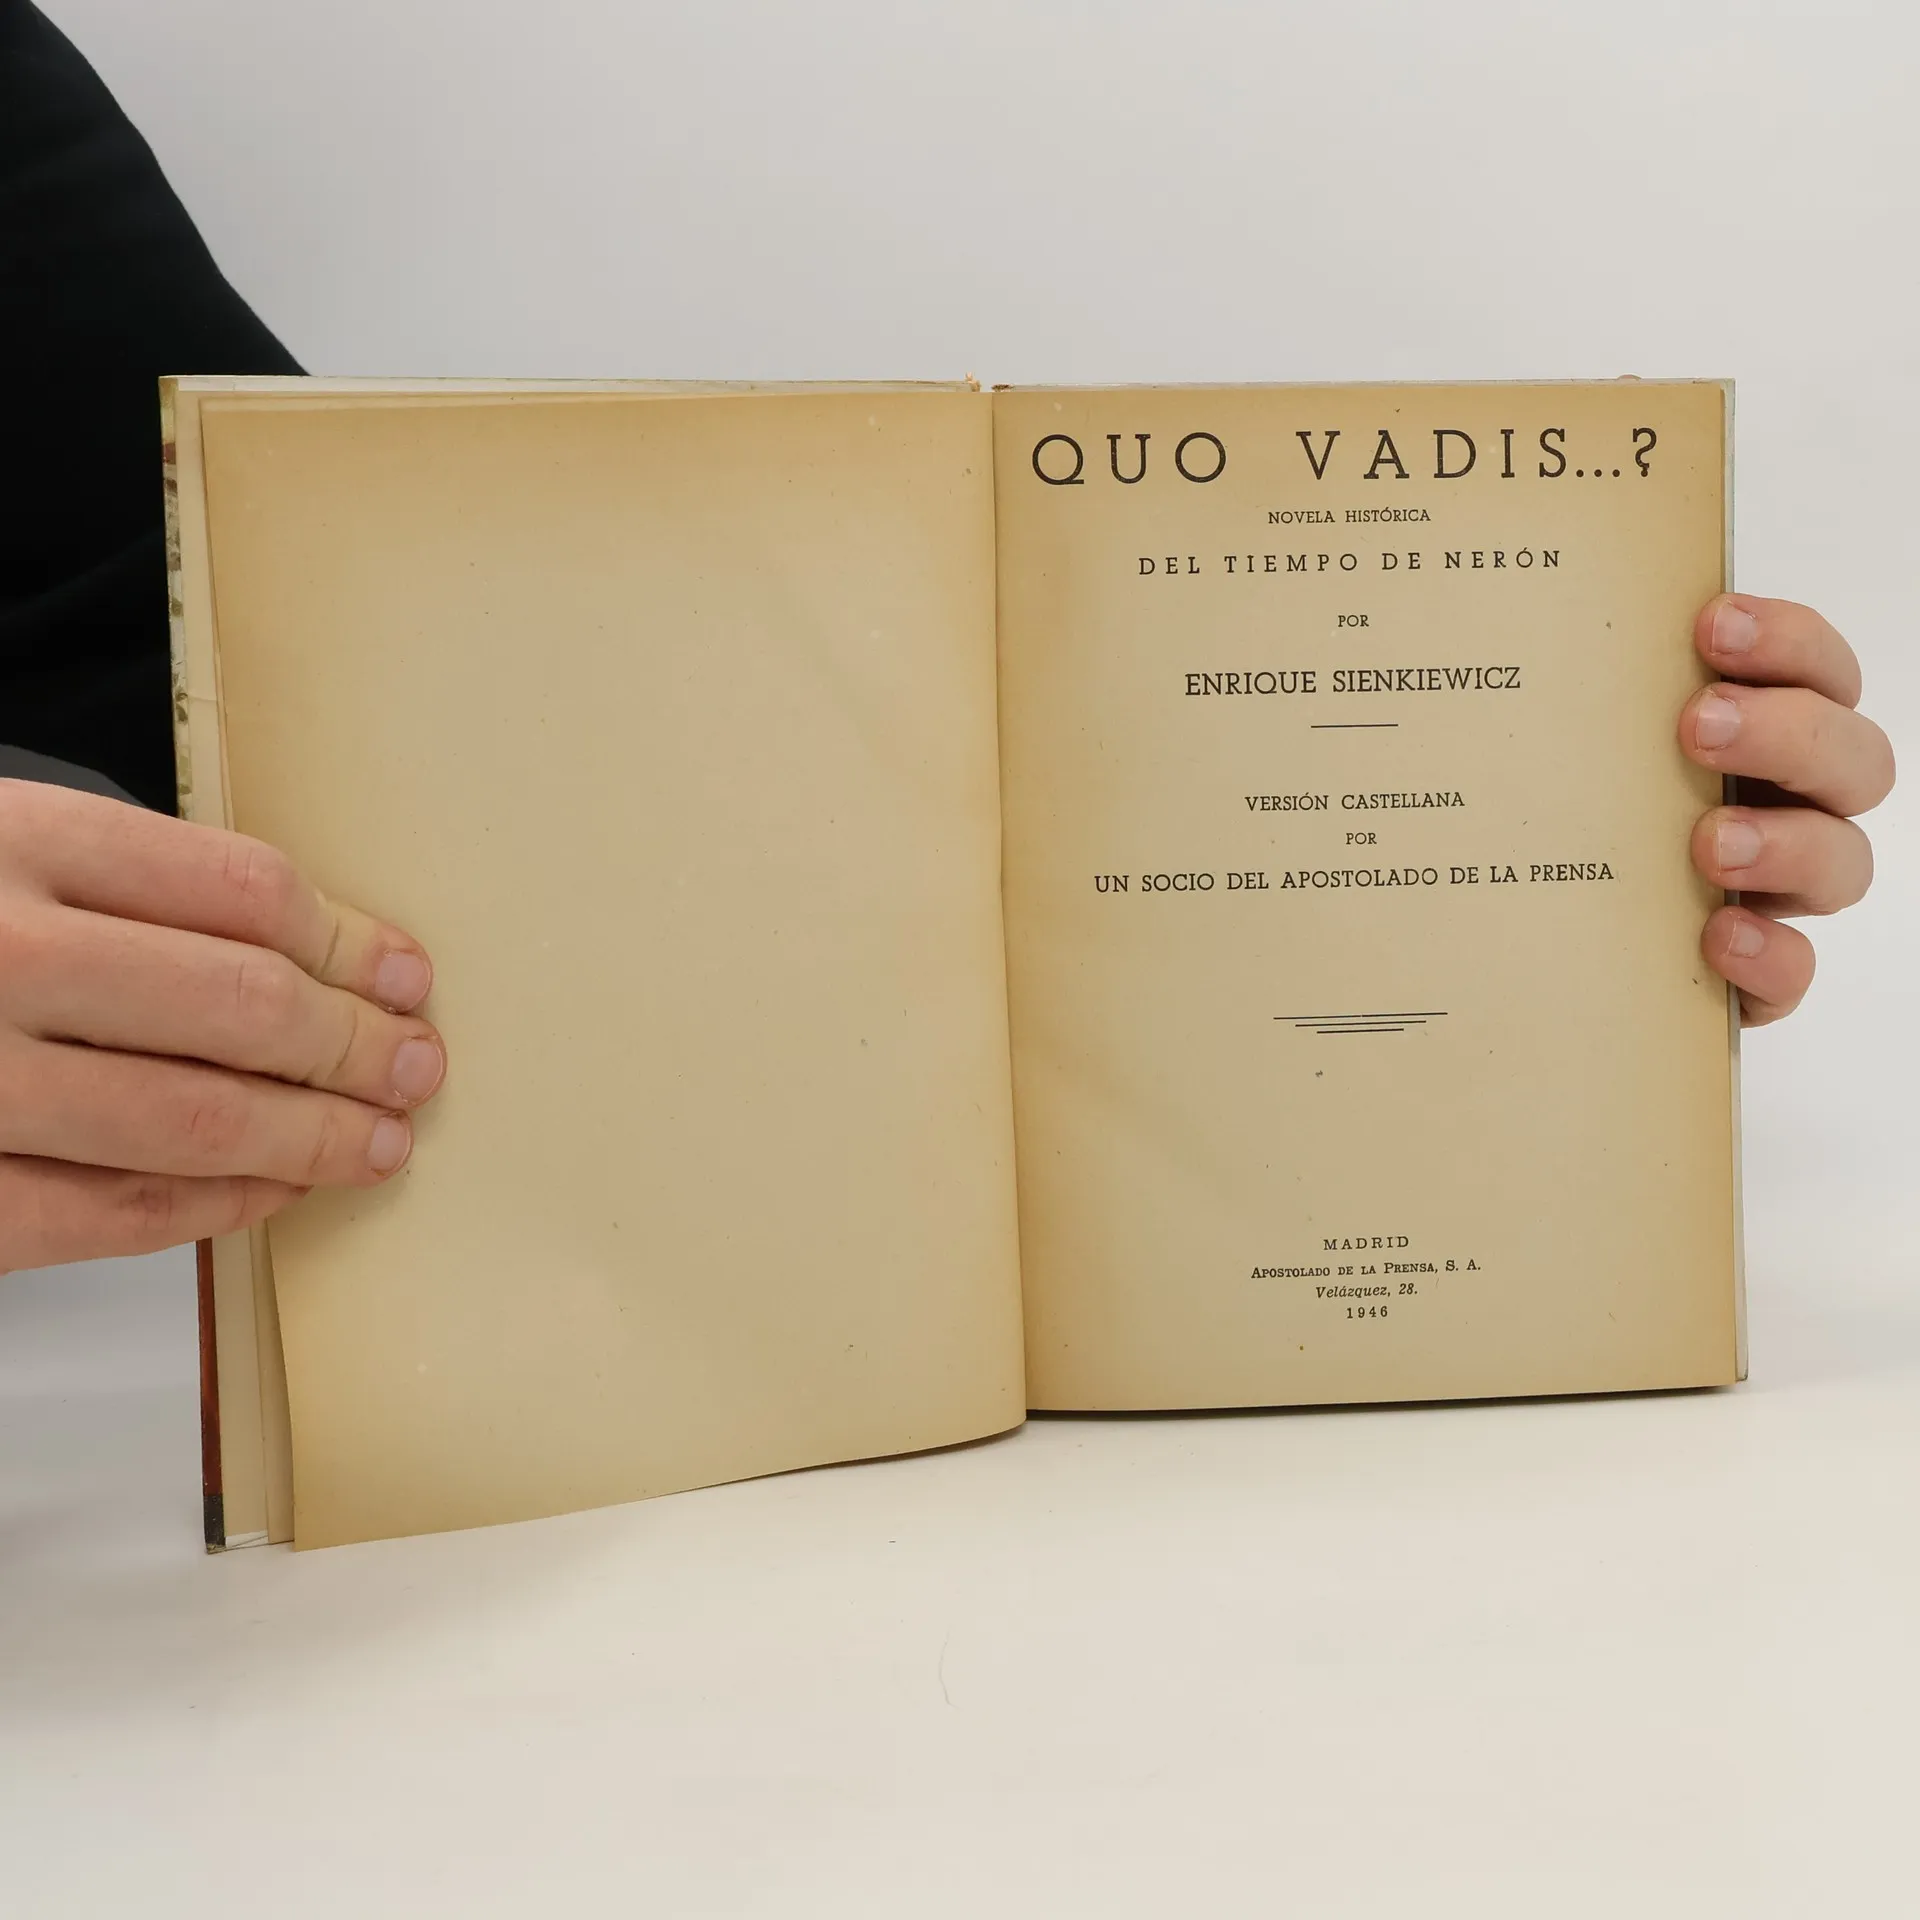 QUO VADIS...?
NOVELA HISTÓRICA
DEL TIEMPO DE NERÓN
POR
ENRIQUE SIENKIEWICZ
VERSIÓN CASTELLANA
POR
UN SOCIO DEL APOSTOLADO DE LA PRENSA
MADRID
APOSTOLADO DE LA PRENSA, S. A.
Velázquez, 28.
1946